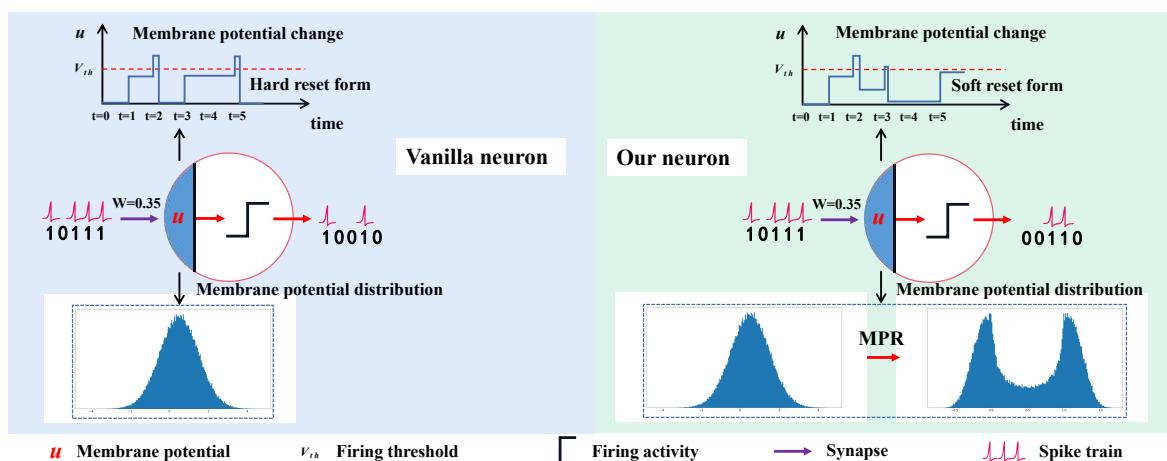 u
Membrane potential change
V_th
Hard reset form
t=0 t=1 t=2 t=3 t=4 t=5
time
Vanilla neuron
W=0.35
u
10111
10010
Membrane potential distribution
u
Membrane potential change
V_th
Soft reset form
t=0 t=1 t=2 t=3 t=4 t=5
time
Our neuron
W=0.35
u
10111
00110
Membrane potential distribution
MPR
u Membrane potential
V_th Firing threshold
Firing activity
Synapse
Spike train